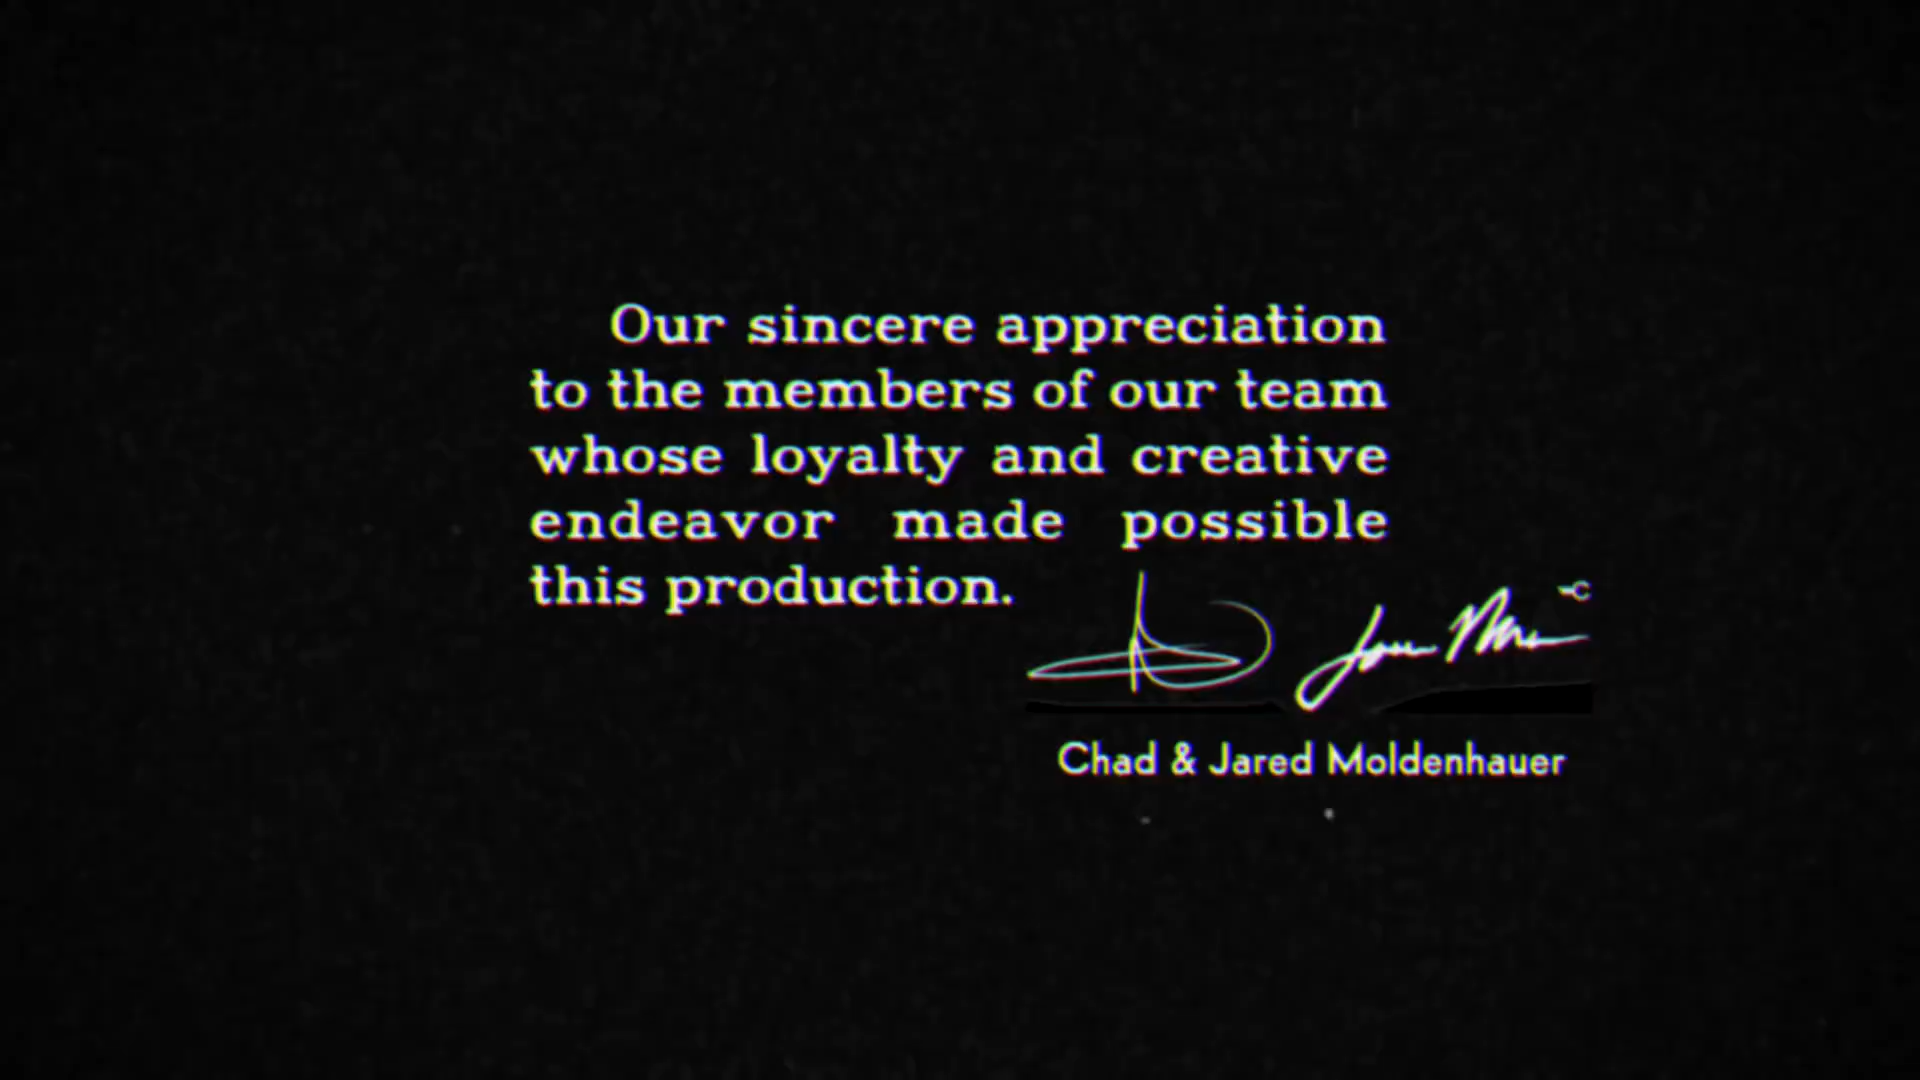 Our sincere appreciation
to the members of our team
whose loyalty and creative
endeavor made possible
this production.
Chad & Jared Moldenhauer